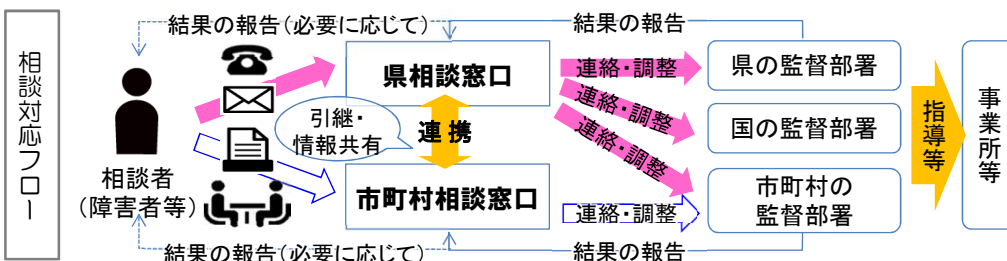 相談対応フロー
結果の報告（必要に応じて）
結果の報告
県相談窓口
連絡・調整
県の監督部署
連絡・調整
国の監督部署
連絡・調整
引継・
情報共有
連携
相談者
（障害者等）
市町村相談窓口
連絡・調整
市町村の
監督部署
指導等
事業所等
結果の報告（必要に応じて）
結果の報告